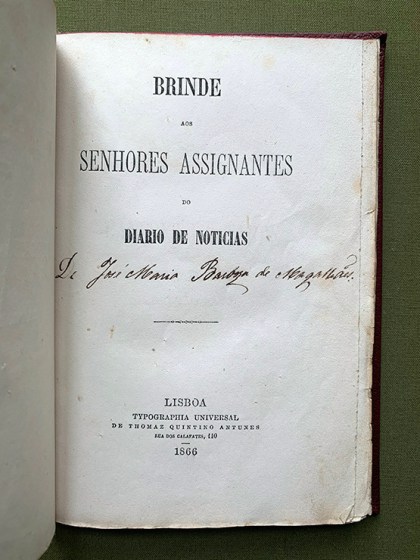 BRINDE
AOS
SENHORES ASSIGNANTES
DO
DIARIO DE NOTICIAS
De José Maria Barboza de Magalhães.
LISBOA
TYPOGRAPHIA UNIVERSAL
DE THOMAZ QUINTINO ANTUNES
RUA DOS CALAFATES, 110
1866